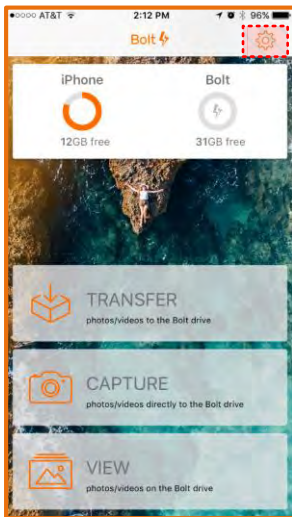 AT&T 2:12 PM 96%
Bolt
iPhone Bolt
12GB free 31GB free
TRANSFER
photos/videos to the Bolt drive
CAPTURE
photos/videos directly to the Bolt drive
VIEW
photos/videos on the Bolt drive